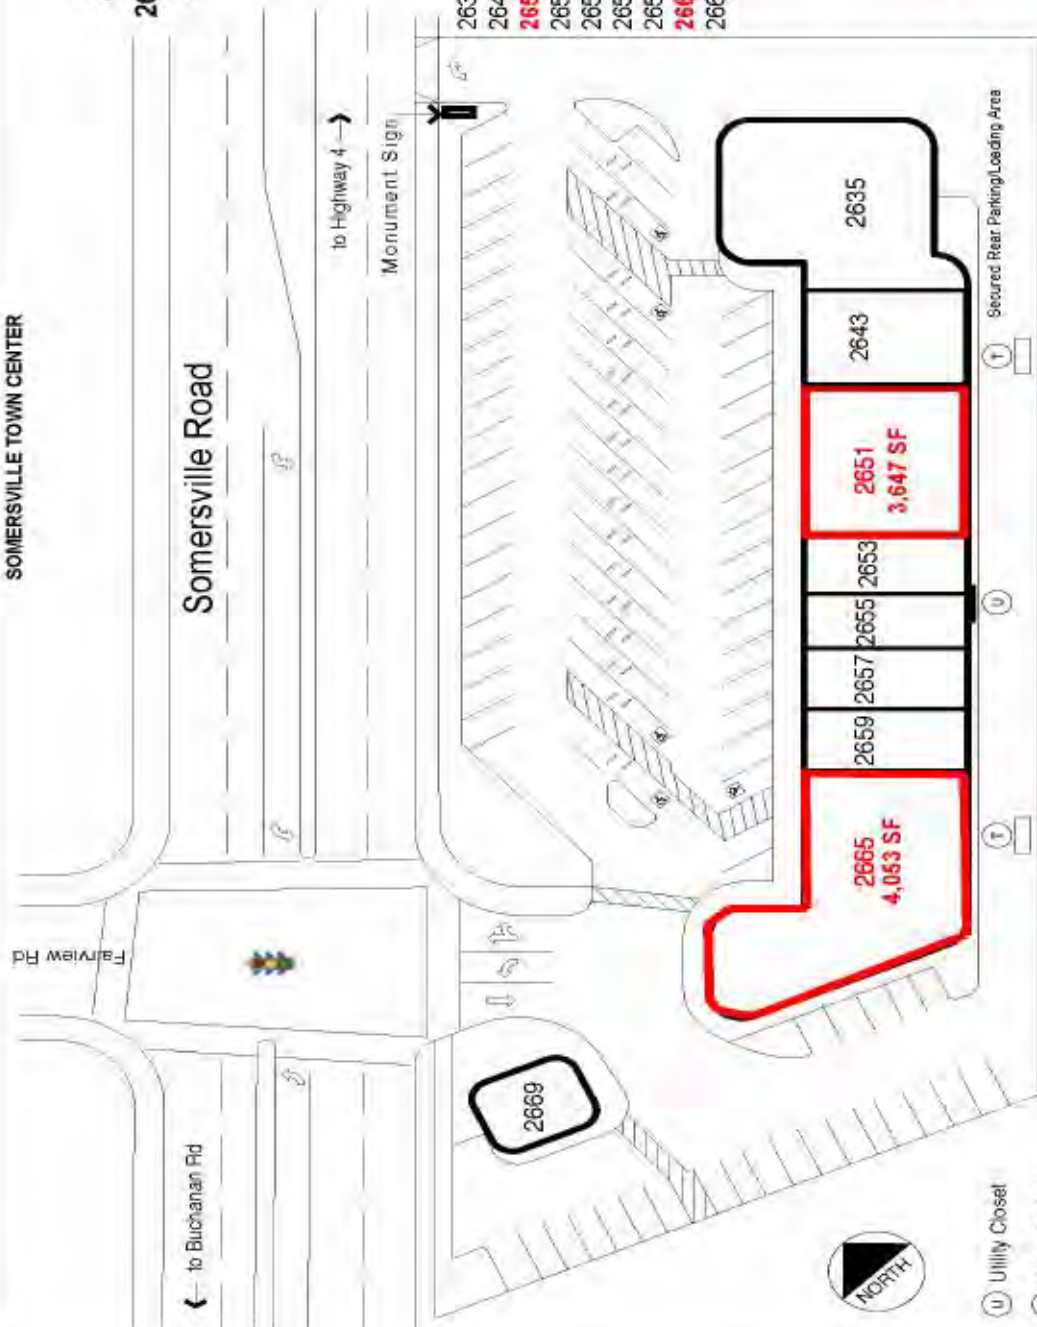 SOMERSVILLE TOWN CENTER
Somersville Road
Fairview Rd.
to Highway 4
Monument Sign
to Buchanan Rd
2635
2643
2651
3,647 SF
2653
2655
2657
2659
2665
4,053 SF
2669
Secured Rear Parking/Loading Area
T
U
T
NORTH
U Utility Closet